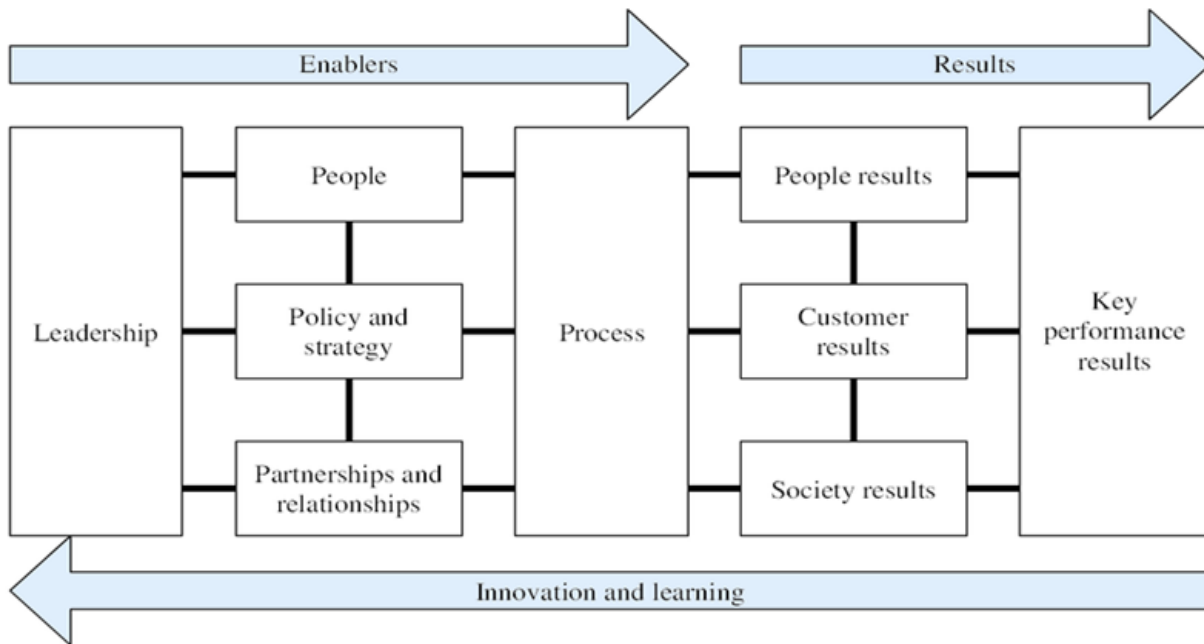 Enablers
Results
Leadership
People
Policy and
strategy
Partnerships and
relationships
Process
People results
Customer
results
Society results
Key
performance
results
Innovation and learning